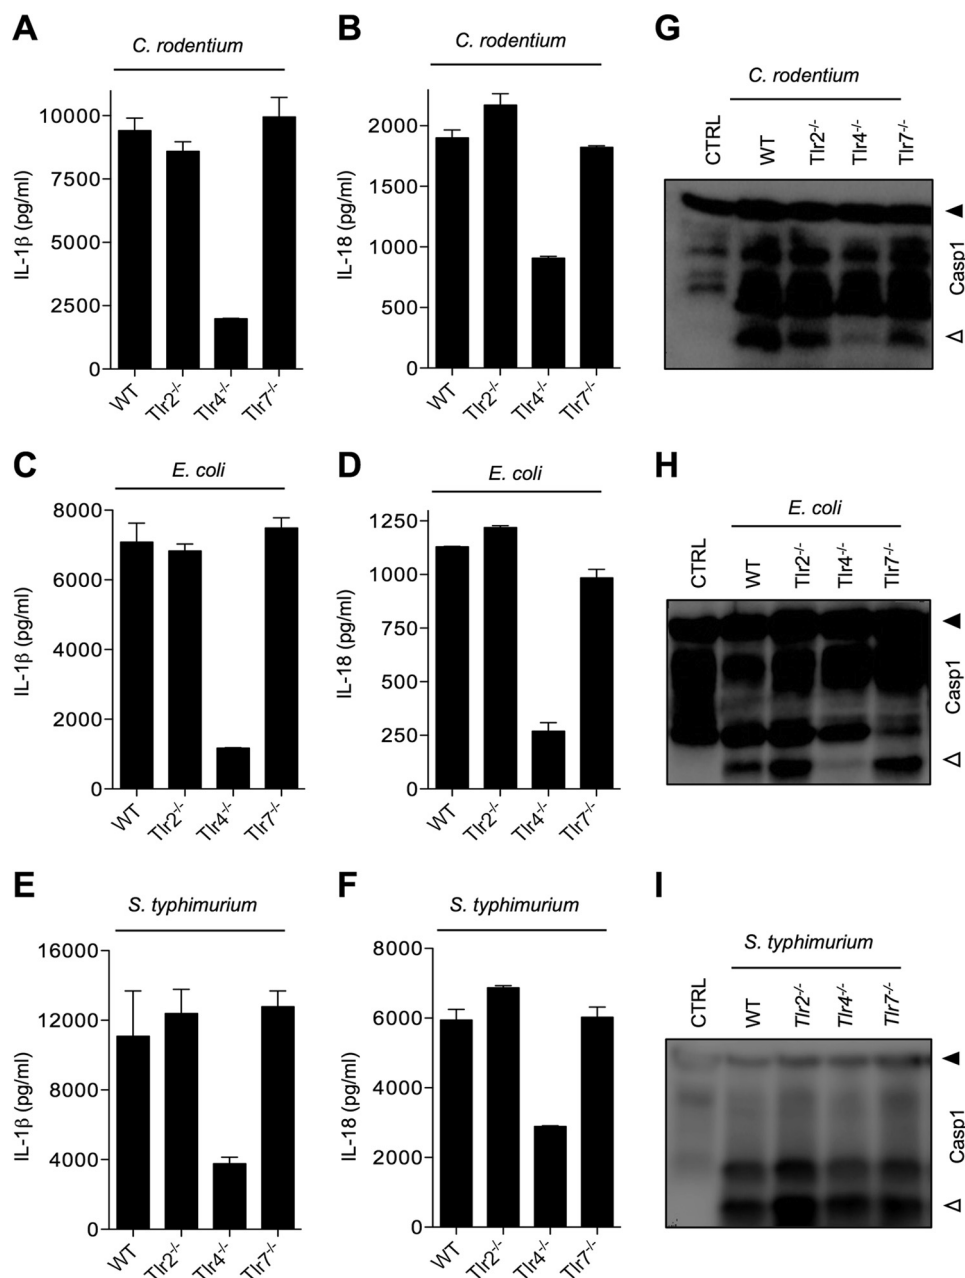 A
C. rodentium
IL-1β (pg/ml)
10000
7500
5000
2500
0
WT
Tlr2-/-
Tlr4-/-
Tlr7-/-
B
C. rodentium
IL-18 (pg/ml)
2000
1500
1000
500
0
WT
Tlr2-/-
Tlr4-/-
Tlr7-/-
G
C. rodentium
CTRL
WT
Tlr2-/-
Tlr4-/-
Tlr7-/-
Casp1
C
E. coli
IL-1β (pg/ml)
8000
6000
4000
2000
0
WT
Tlr2-/-
Tlr4-/-
Tlr7-/-
D
E. coli
IL-18 (pg/ml)
1250
1000
750
500
250
0
WT
Tlr2-/-
Tlr4-/-
Tlr7-/-
H
E. coli
CTRL
WT
Tlr2-/-
Tlr4-/-
Tlr7-/-
Casp1
E
S. typhimurium
IL-1β (pg/ml)
16000
12000
8000
4000
0
WT
Tlr2-/-
Tlr4-/-
Tlr7-/-
F
S. typhimurium
IL-18 (pg/ml)
8000
6000
4000
2000
0
WT
Tlr2-/-
Tlr4-/-
Tlr7-/-
I
S. typhimurium
CTRL
WT
Tlr2-/-
Tlr4-/-
Tlr7-/-
Casp1